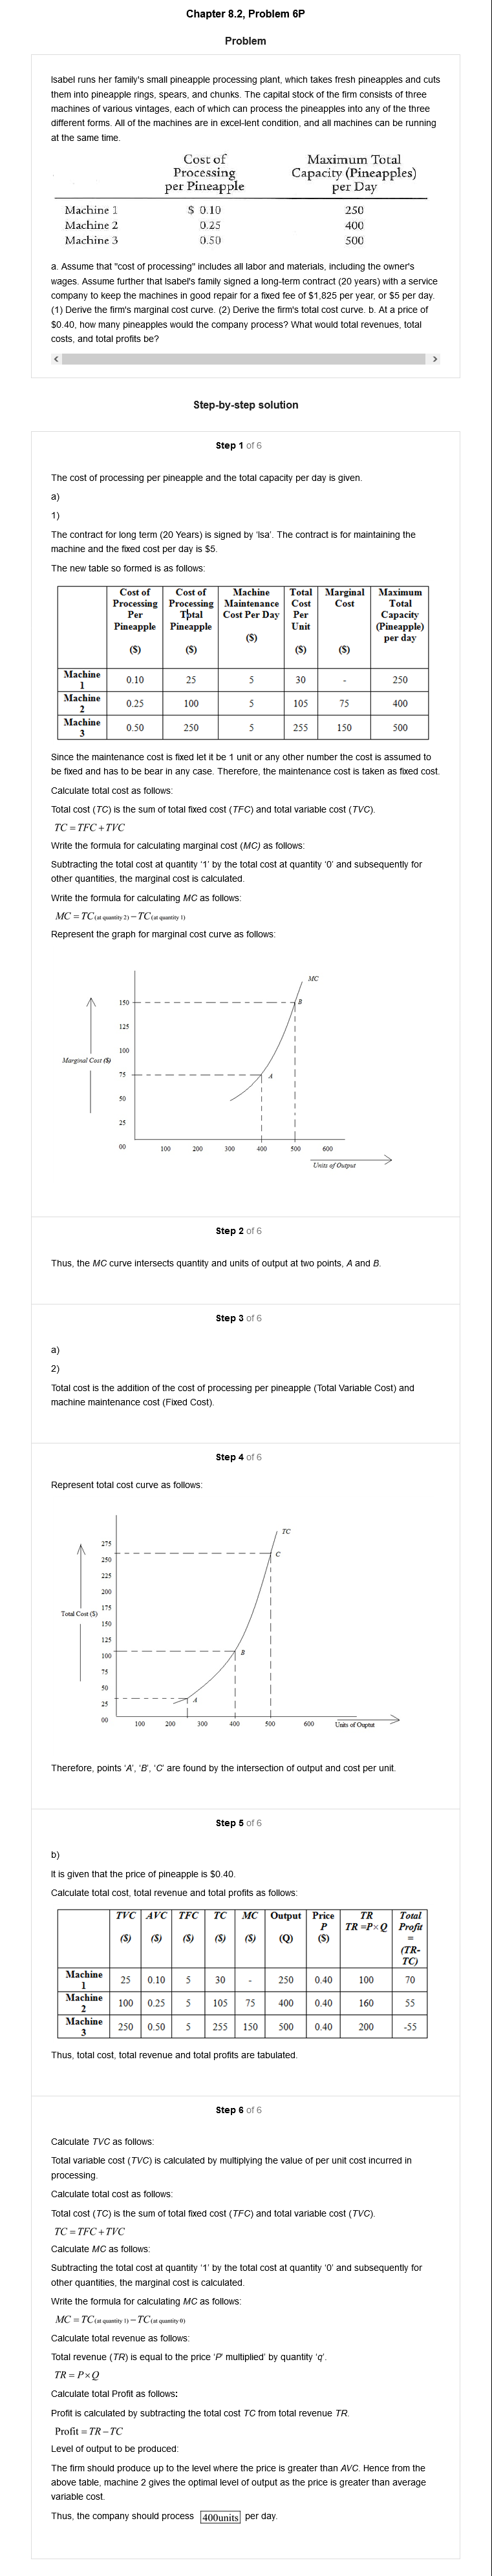 Chapter 8.2, Problem 6P
Problem
Isabel runs her family's small pineapple processing plant, which takes fresh pineapples and cuts
them into pineapple rings, spears, and chunks. The capital stock of the firm consists of three
machines of various vintages, each of which can process the pineapples into any of the three
different forms. All of the machines are in excel-lent condition, and all machines can be running
at the same time.
Cost of Processing per Pineapple Maximum Total Capacity (Pineapples) per Day
Machine 1 $ 0.10 250
Machine 2 0.25 400
Machine 3 0.50 500
a. Assume that "cost of processing" includes all labor and materials, including the owner's
wages. Assume further that Isabel's family signed a long-term contract (20 years) with a service
company to keep the machines in good repair for a fixed fee of $1,825 per year, or $5 per day.
(1) Derive the firm's marginal cost curve. (2) Derive the firm's total cost curve. b. At a price of
$0.40, how many pineapples would the company process? What would total revenues, total
costs, and total profits be?
Step-by-step solution
Step 1 of 6
The cost of processing per pineapple and the total capacity per day is given.
a)
1)
The contract for long term (20 Years) is signed by 'Isa'. The contract is for maintaining the
machine and the fixed cost per day is $5.
The new table so formed is as follows:
Cost of Processing Per Pineapple ($) Cost of Processing Total Pineapple ($) Machine Maintenance Cost Per Day ($) Total Cost Per Unit ($) Marginal Cost ($) Maximum Total Capacity (Pineapple) per day
Machine 1 0.10 25 5 30 - 250
Machine 2 0.25 100 5 105 75 400
Machine 3 0.50 250 5 255 150 500
Since the maintenance cost is fixed let it be 1 unit or any other number the cost is assumed to
be fixed and has to be bear in any case. Therefore, the maintenance cost is taken as fixed cost.
Calculate total cost as follows:
Total cost (TC) is the sum of total fixed cost (TFC) and total variable cost (TVC).
TC = TFC + TVC
Write the formula for calculating marginal cost (MC) as follows:
Subtracting the total cost at quantity '1' by the total cost at quantity '0' and subsequently for
other quantities, the marginal cost is calculated.
Write the formula for calculating MC as follows:
MC = TC(at quantity 2) – TC(at quantity 1)
Represent the graph for marginal cost curve as follows:
MC
150 B
125
100
Marginal Cost ($)
75 A
50
25
00 100 200 300 400 500 600
Units of Output
Step 2 of 6
Thus, the MC curve intersects quantity and units of output at two points, A and B.
Step 3 of 6
a)
2)
Total cost is the addition of the cost of processing per pineapple (Total Variable Cost) and
machine maintenance cost (Fixed Cost).
Step 4 of 6
Represent total cost curve as follows:
TC
275
C
250
225
200
175
Total Cost ($)
150
125
100 B
75
50
25 A
00 100 200 300 400 500 600 Units of Ouptut
Therefore, points 'A', 'B', 'C' are found by the intersection of output and cost per unit.
Step 5 of 6
b)
It is given that the price of pineapple is $0.40.
Calculate total cost, total revenue and total profits as follows:
TVC ($) AVC ($) TFC ($) TC ($) MC ($) Output (Q) Price P ($) TR TR =P×Q Total Profit = (TR-TC)
Machine 1 25 0.10 5 30 - 250 0.40 100 70
Machine 2 100 0.25 5 105 75 400 0.40 160 55
Machine 3 250 0.50 5 255 150 500 0.40 200 -55
Thus, total cost, total revenue and total profits are tabulated.
Step 6 of 6
Calculate TVC as follows:
Total variable cost (TVC) is calculated by multiplying the value of per unit cost incurred in
processing.
Calculate total cost as follows:
Total cost (TC) is the sum of total fixed cost (TFC) and total variable cost (TVC).
TC = TFC + TVC
Calculate MC as follows:
Subtracting the total cost at quantity '1' by the total cost at quantity '0' and subsequently for
other quantities, the marginal cost is calculated.
Write the formula for calculating MC as follows:
MC = TC(at quantity 1) – TC(at quantity 0)
Calculate total revenue as follows:
Total revenue (TR) is equal to the price 'P' multiplied' by quantity 'q'.
TR = P×Q
Calculate total Profit as follows:
Profit is calculated by subtracting the total cost TC from total revenue TR.
Profit = TR – TC
Level of output to be produced:
The firm should produce up to the level where the price is greater than AVC. Hence from the
above table, machine 2 gives the optimal level of output as the price is greater than average
variable cost.
Thus, the company should process 400units per day.